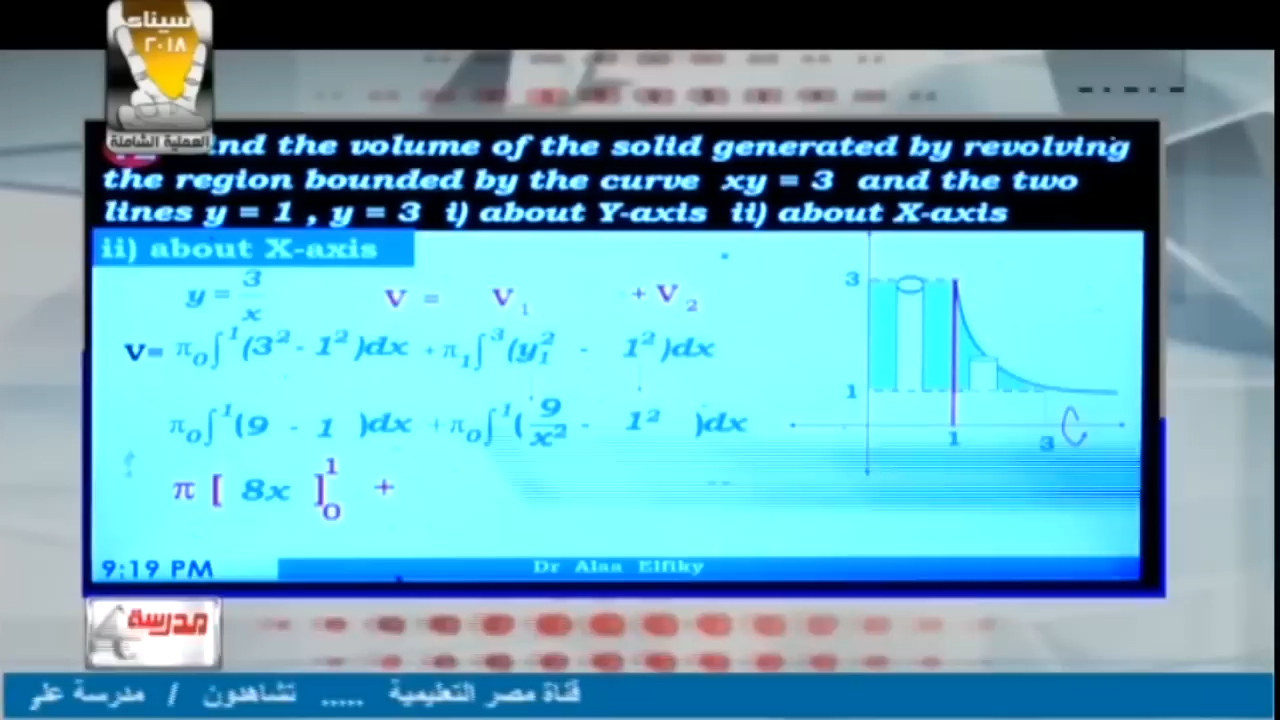 سيناء
٢٠١٨
العملية الشاملة
ind the volume of the solid generated by revolving
the region bounded by the curve xy = 3 and the two
lines y = 1 , y = 3 i) about Y-axis ii) about X-axis
ii) about X-axis
y = 3/x V = V₁ + V₂
V= π₀∫¹(3² - 1²)dx + π₁∫³(y₁² - 1²)dx
π₀∫¹(9 - 1 )dx + π₀∫¹(9/x² - 1² )dx
π [ 8x ]₀¹ +
3
1
1
3
9:19 PM
Dr Alaa Elfiky
مدرسة
قناة مصر التعليمية ..... تشاهدون / مدرسة على